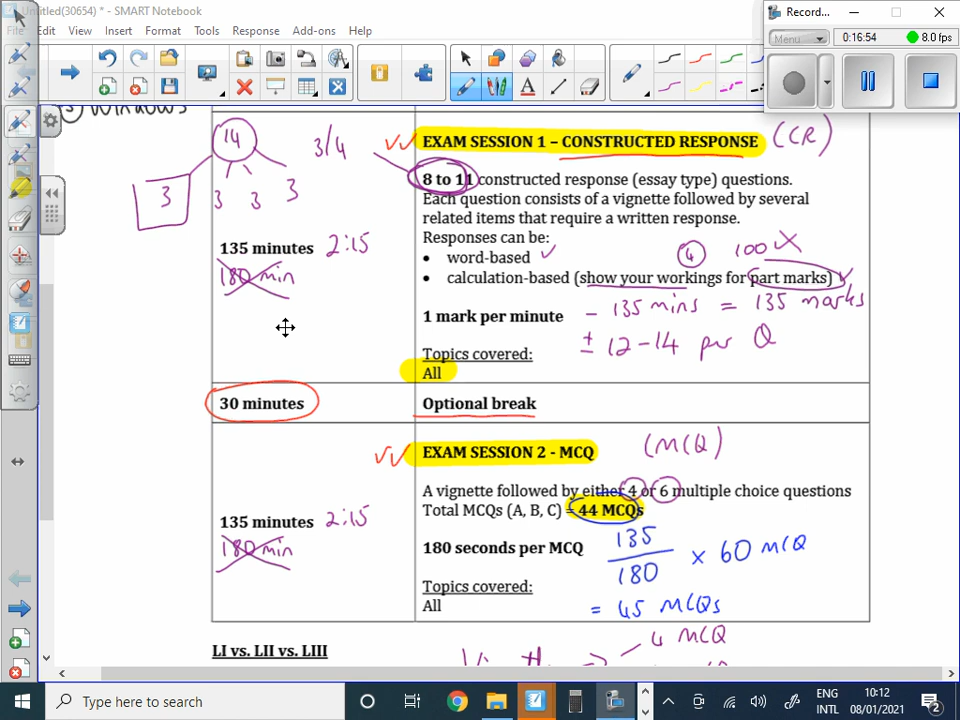 Untitled(30654) * - SMART Notebook
File Edit View Insert Format Tools Response Add-ons Help
Record...
Menu
0:16:54
8.0 fps
Windows
14
3/4
3 3 3 3
EXAM SESSION 1 – CONSTRUCTED RESPONSE (CR)
8 to 11 constructed response (essay type) questions.
Each question consists of a vignette followed by several
related items that require a written response.
Responses can be:
135 minutes 2:15
180 min
• word-based
4 100
• calculation-based (show your workings for part marks)
1 mark per minute – 135 mins = 135 marks
± 12 – 14 per Q
Topics covered:
All
30 minutes
Optional break
EXAM SESSION 2 - MCQ (MCQ)
A vignette followed by either 4 or 6 multiple choice questions
Total MCQs (A, B, C) = 44 MCQs
135 minutes 2:15
180 min
180 seconds per MCQ
135
180
× 60 MCQ
= 45 MCQs
Topics covered:
All
LI vs. LII vs. LIII
4 MCQ
Type here to search
ENG
INTL
10:12
08/01/2021
2